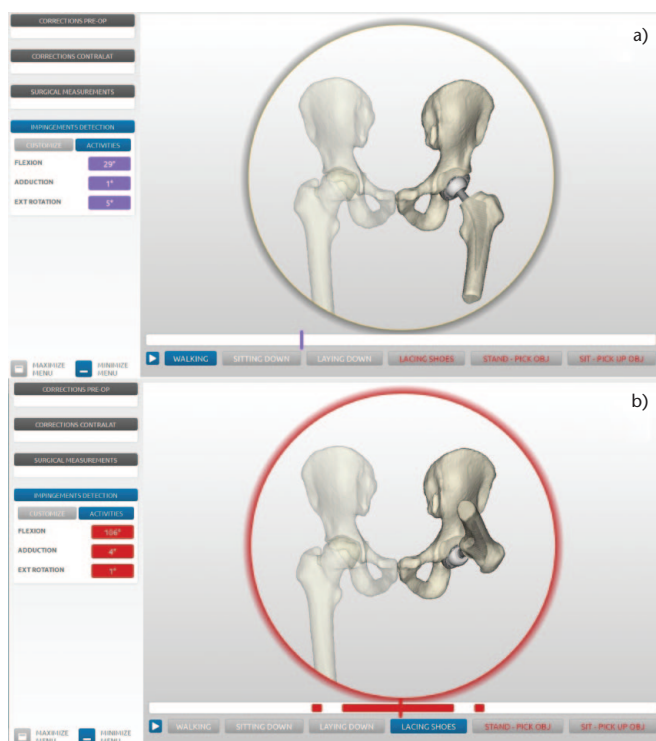 a)
CORRECTIONS PRE-OP
CORRECTIONS CONTRALAT
SURGICAL MEASUREMENTS
IMPINGEMENTS DETECTION
CUSTOMIZE ACTIVITIES
FLEXION 29°
ADDUCTION 1°
EXT ROTATION 5°
MAXIMIZE MENU MINIMIZE MENU
WALKING SITTING DOWN LAYING DOWN LACING SHOES STAND - PICK OBJ SIT - PICK UP OBJ
b)
CORRECTIONS PRE-OP
CORRECTIONS CONTRALAT
SURGICAL MEASUREMENTS
IMPINGEMENTS DETECTION
CUSTOMIZE ACTIVITIES
FLEXION 106°
ADDUCTION 4°
EXT ROTATION 1°
MAXIMIZE MENU MINIMIZE MENU
WALKING SITTING DOWN LAYING DOWN LACING SHOES STAND - PICK OBJ SIT - PICK UP OBJ